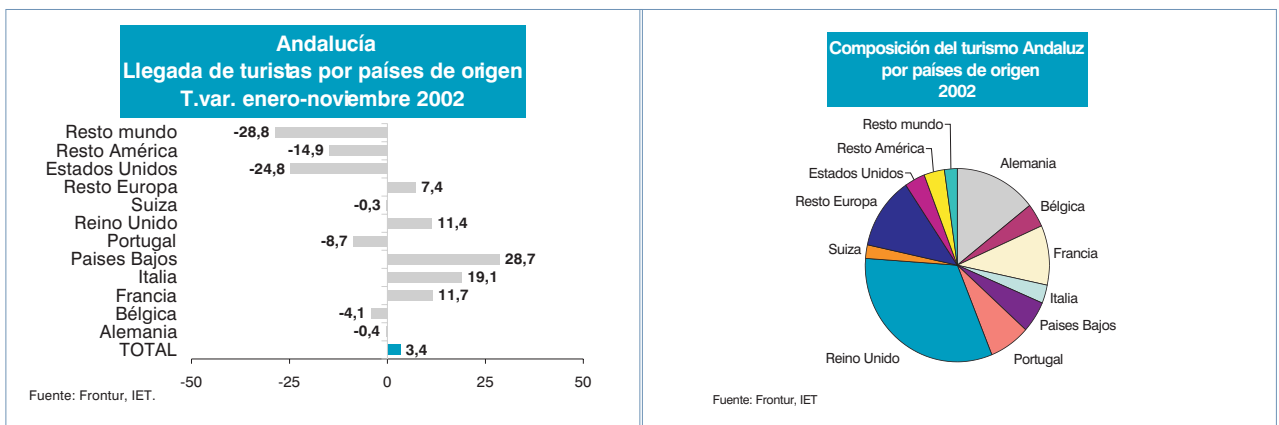 Andalucía
Llegada de turistas por países de origen
T.var. enero-noviembre 2002
Resto mundo -28,8
Resto América -14,9
Estados Unidos -24,8
Resto Europa 7,4
Suiza -0,3
Reino Unido 11,4
Portugal -8,7
Paises Bajos 28,7
Italia 19,1
Francia 11,7
Bélgica -4,1
Alemania -0,4
TOTAL 3,4
-50 -25 0 25 50
Fuente: Frontur, IET.
Composición del turismo Andaluz
por países de origen
2002
Resto mundo
Resto América
Alemania
Estados Unidos
Resto Europa
Bélgica
Suiza
Francia
Italia
Paises Bajos
Reino Unido
Portugal
Fuente: Frontur, IET